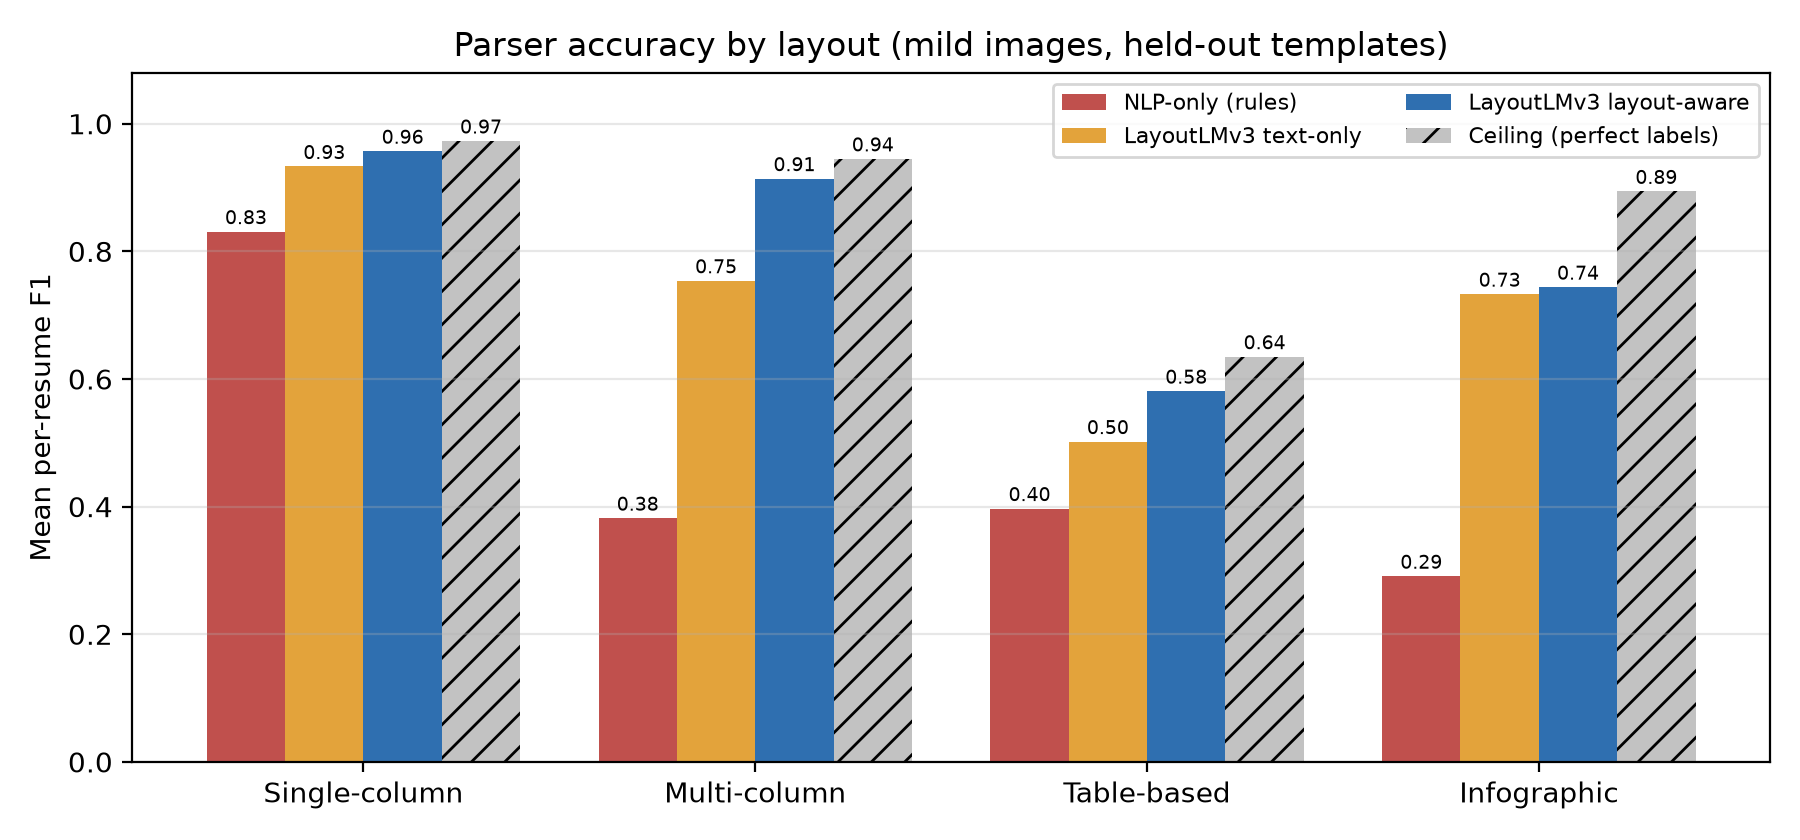 Parser accuracy by layout (mild images, held-out templates)
NLP-only (rules)
LayoutLMv3 text-only
LayoutLMv3 layout-aware
Ceiling (perfect labels)
Mean per-resume F1
1.0
0.8
0.6
0.4
0.2
0.0
0.83 0.93 0.96 0.97
0.38 0.75 0.91 0.94
0.40 0.50 0.58 0.64
0.29 0.73 0.74 0.89
Single-column Multi-column Table-based Infographic